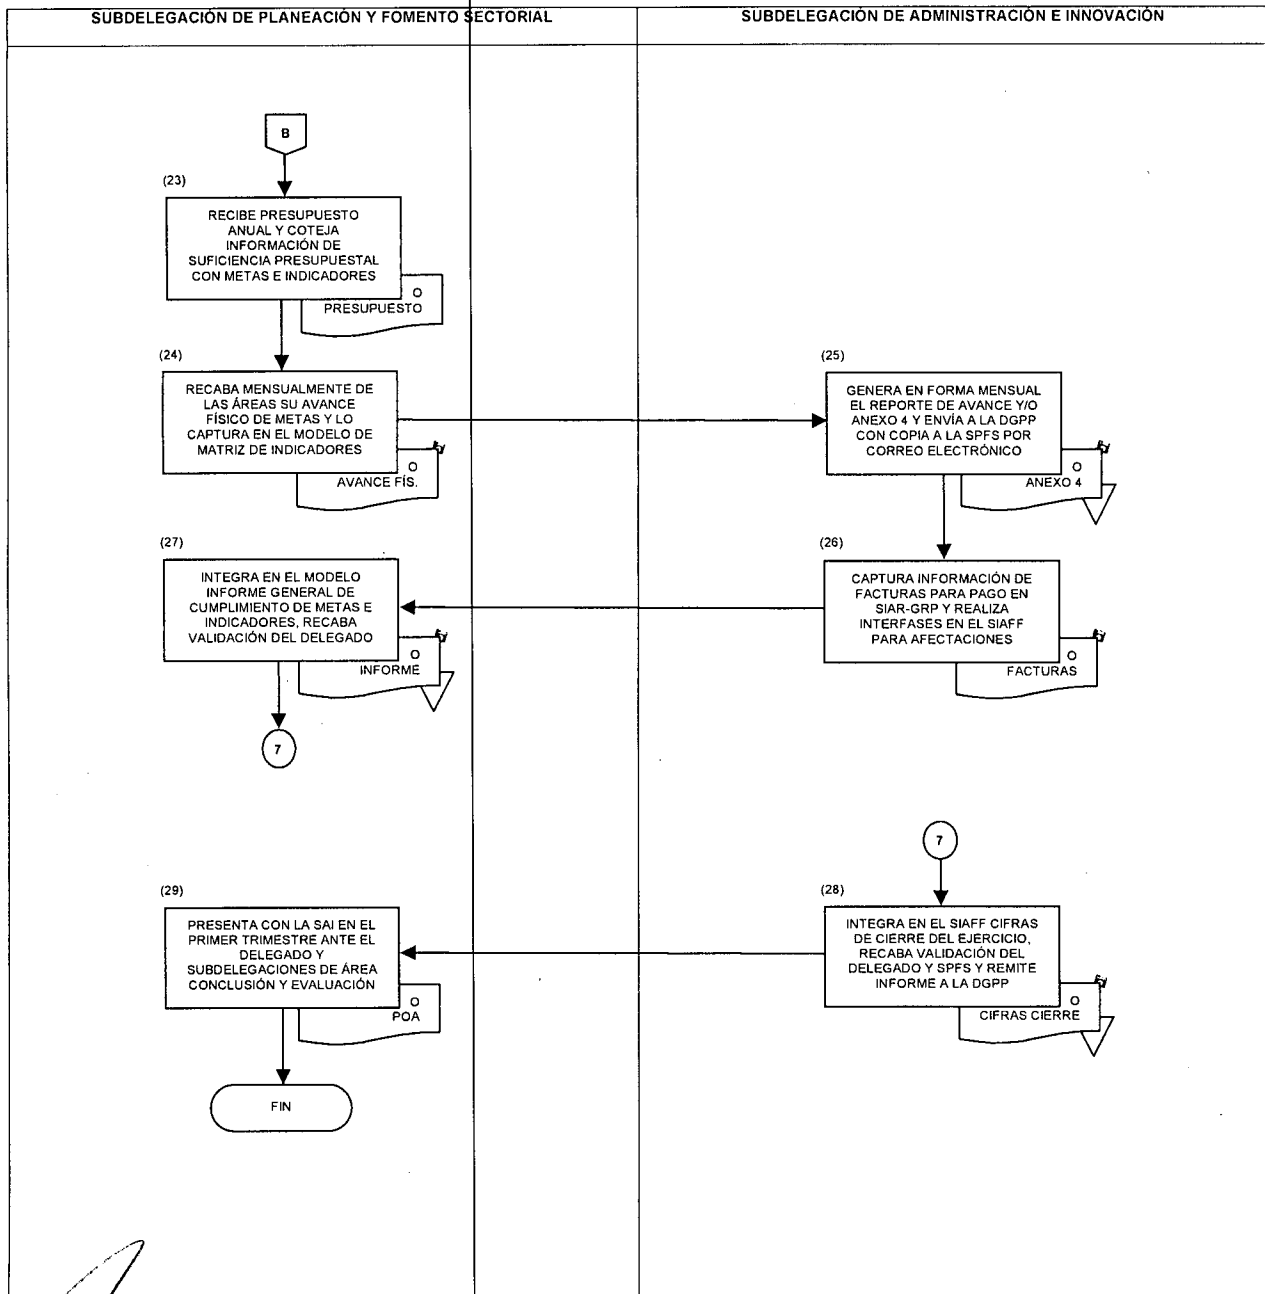 SUBDELEGACIÓN DE PLANEACIÓN Y FOMENTO SECTORIAL
SUBDELEGACIÓN DE ADMINISTRACIÓN E INNOVACIÓN
B
(23)
RECIBE PRESUPUESTO
ANUAL Y COTEJA
INFORMACIÓN DE
SUFICIENCIA PRESUPUESTAL
CON METAS E INDICADORES
O
PRESUPUESTO
(24)
RECABA MENSUALMENTE DE
LAS ÁREAS SU AVANCE
FÍSICO DE METAS Y LO
CAPTURA EN EL MODELO DE
MATRIZ DE INDICADORES
O
AVANCE FÍS.
(25)
GENERA EN FORMA MENSUAL
EL REPORTE DE AVANCE Y/O
ANEXO 4 Y ENVÍA A LA DGPP
CON COPIA A LA SPFS POR
CORREO ELECTRÓNICO
O
ANEXO 4
(26)
CAPTURA INFORMACIÓN DE
FACTURAS PARA PAGO EN
SIAR-GRP Y REALIZA
INTERFASES EN EL SIAFF
PARA AFECTACIONES
O
FACTURAS
(27)
INTEGRA EN EL MODELO
INFORME GENERAL DE
CUMPLIMIENTO DE METAS E
INDICADORES, RECABA
VALIDACIÓN DEL DELEGADO
O
INFORME
7
7
(28)
INTEGRA EN EL SIAFF CIFRAS
DE CIERRE DEL EJERCICIO,
RECABA VALIDACIÓN DEL
DELEGADO Y SPFS Y REMITE
INFORME A LA DGPP
O
CIFRAS CIERRE
(29)
PRESENTA CON LA SAI EN EL
PRIMER TRIMESTRE ANTE EL
DELEGADO Y
SUBDELEGACIONES DE ÁREA
CONCLUSIÓN Y EVALUACIÓN
O
POA
FIN